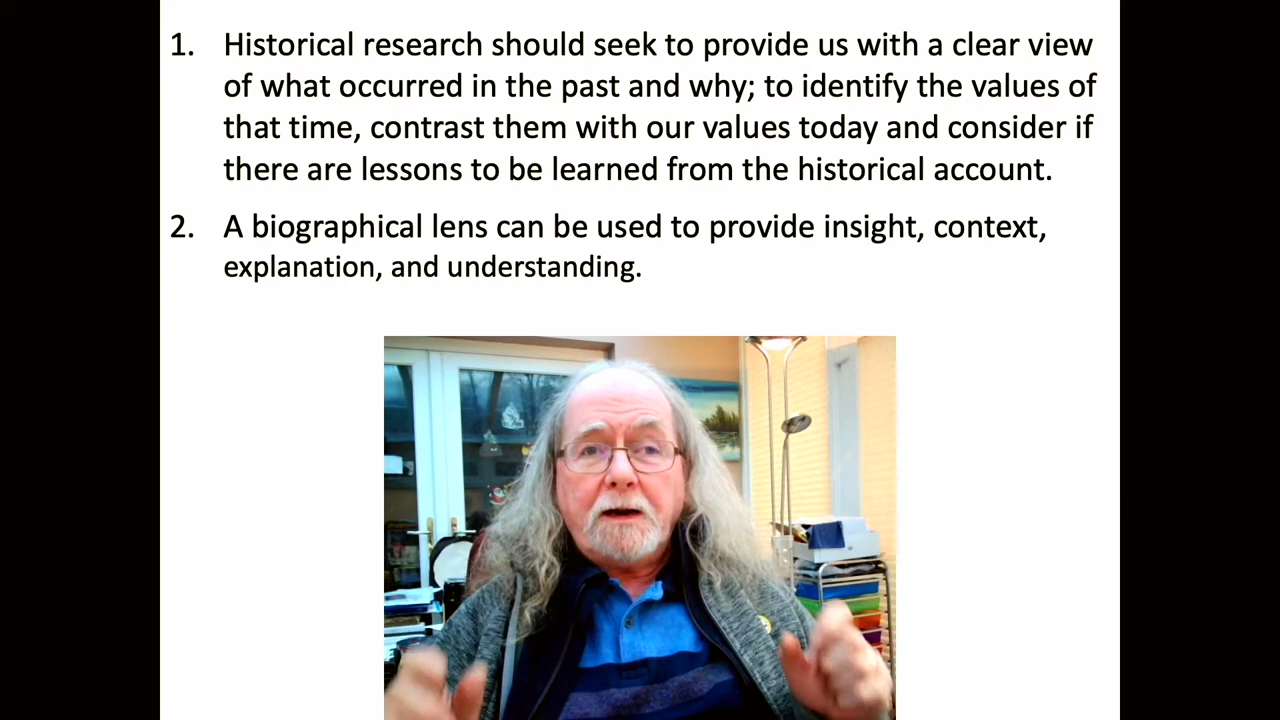 1. Historical research should seek to provide us with a clear view
of what occurred in the past and why; to identify the values of
that time, contrast them with our values today and consider if
there are lessons to be learned from the historical account.
2. A biographical lens can be used to provide insight, context,
explanation, and understanding.